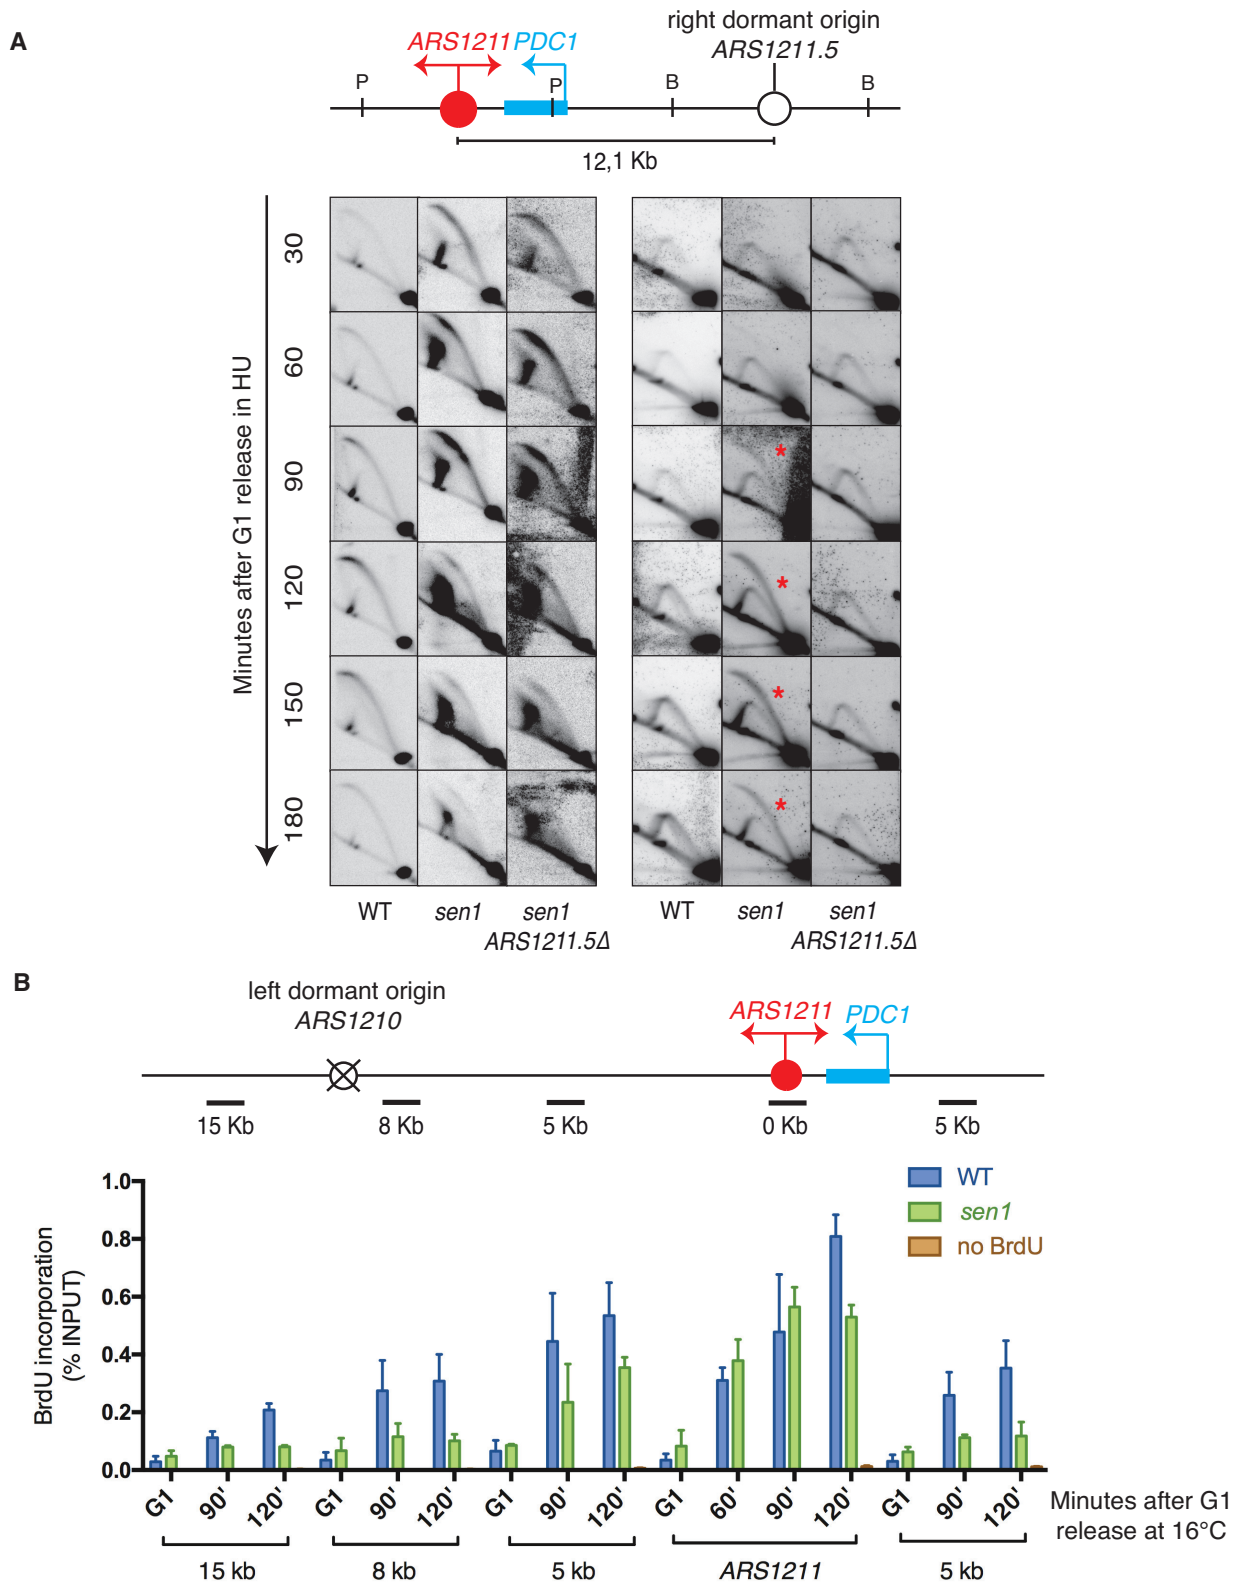 A
right dormant origin
ARS1211.5
ARS1211 PDC1
P
P
B
B
12,1 Kb
Minutes after G1 release in HU
30
60
90
120
150
180
*
*
*
*
WT
sen1
sen1
ARS1211.5Δ
WT
sen1
sen1
ARS1211.5Δ
B
left dormant origin
ARS1210
ARS1211
PDC1
15 Kb
8 Kb
5 Kb
0 Kb
5 Kb
BrdU incorporation
(% INPUT)
1.0
0.8
0.6
0.4
0.2
0.0
WT
sen1
no BrdU
G1 90' 120' G1 90' 120' G1 90' 120' G1 60' 90' 120' G1 90' 120'
Minutes after G1
release at 16°C
15 kb
8 kb
5 kb
ARS1211
5 kb